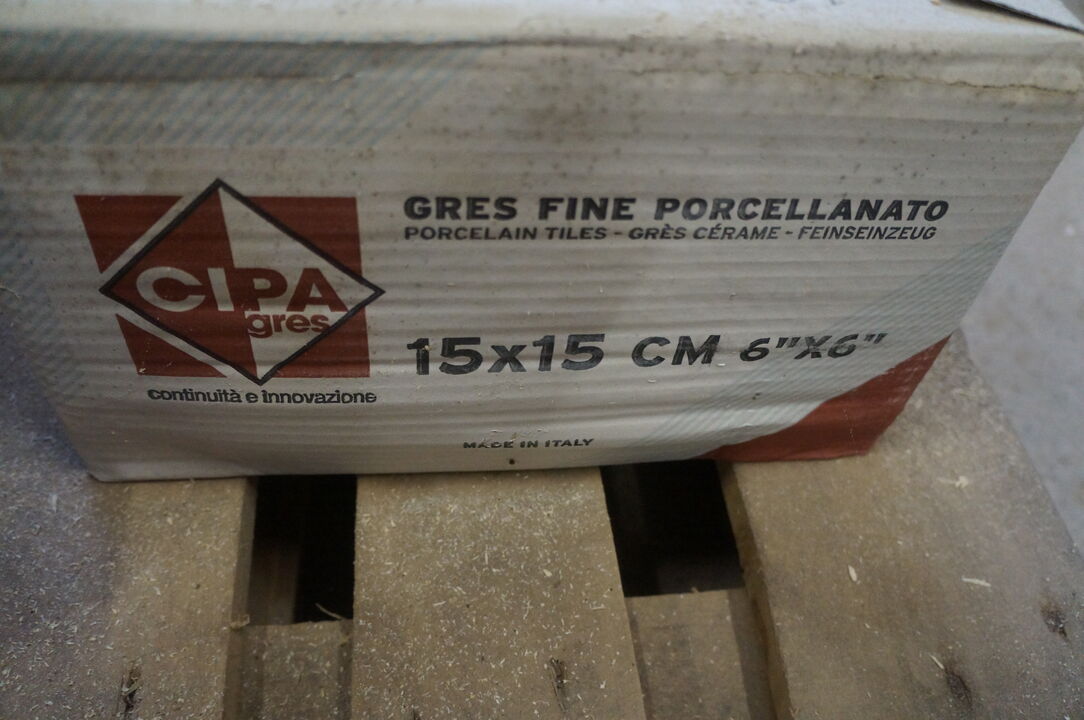 CIPA
gres
continuità e innovazione
GRES FINE PORCELLANATO
PORCELAIN TILES - GRÈS CÉRAME - FEINSEINZEUG
15x15 CM 6"X6"
MADE IN ITALY